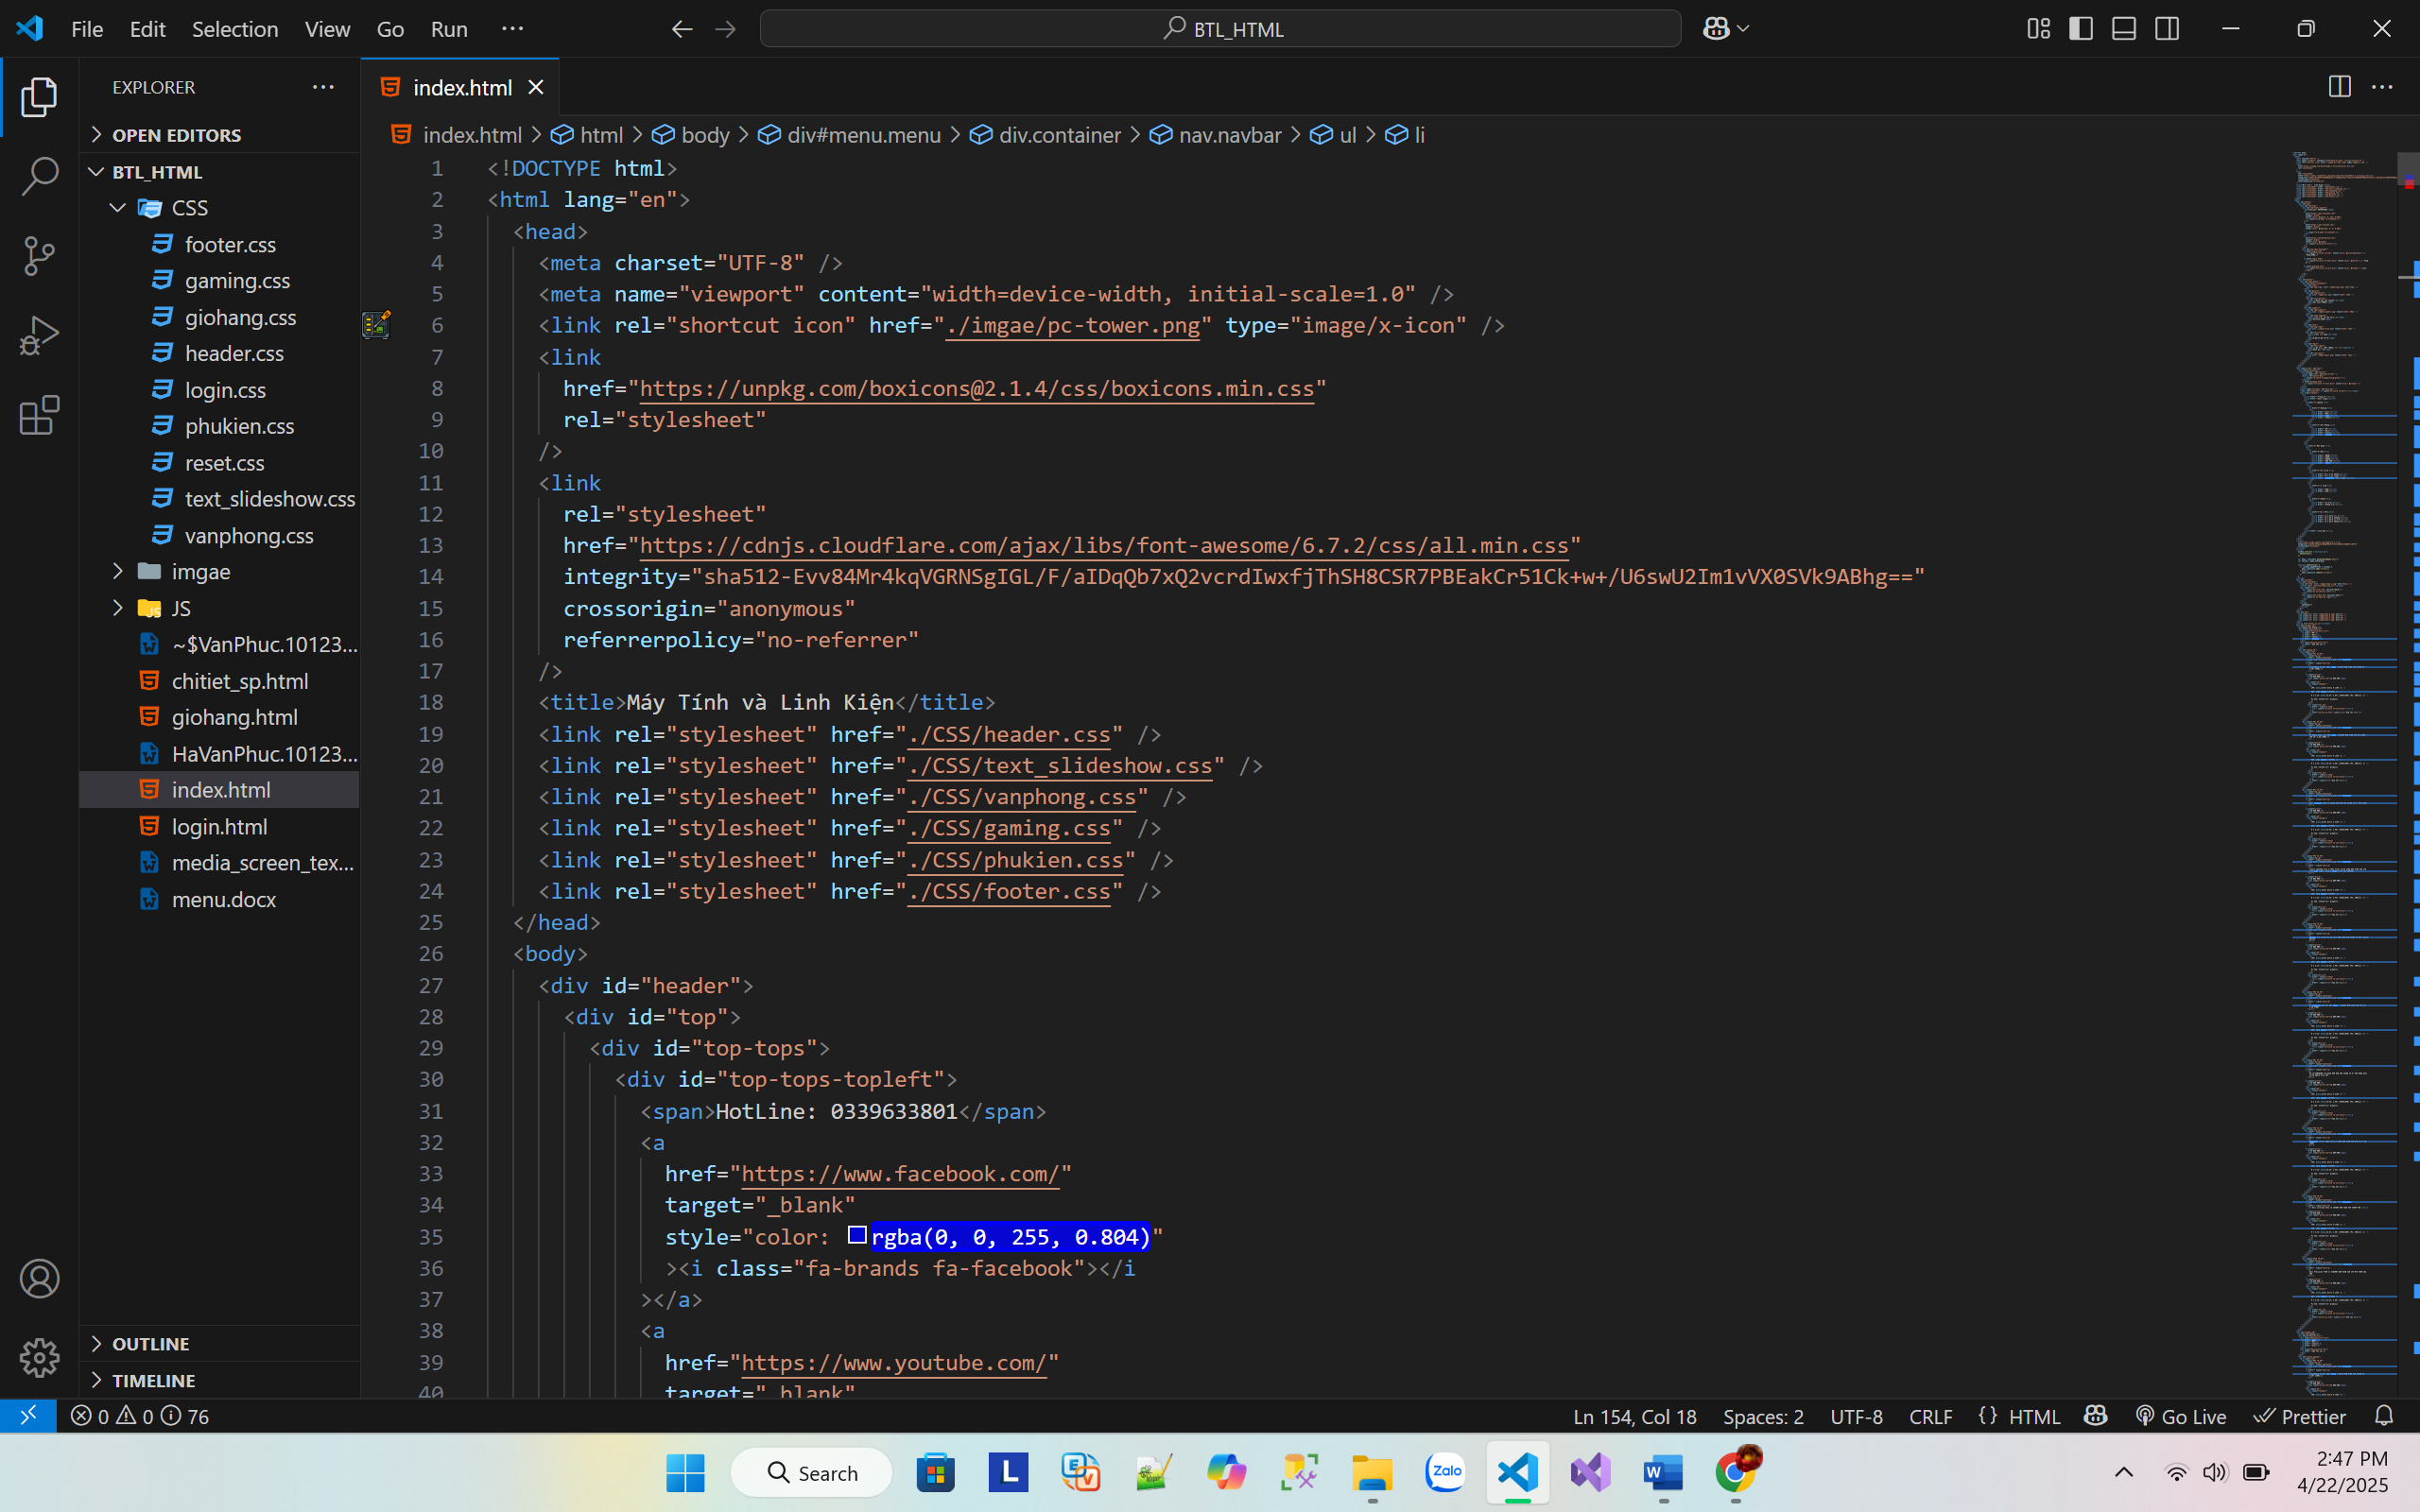 File Edit Selection View Go Run ···
BTL_HTML
EXPLORER
OPEN EDITORS
BTL_HTML
CSS
footer.css
gaming.css
giohang.css
header.css
login.css
phukien.css
reset.css
text_slideshow.css
vanphong.css
imgae
JS
~$VanPhuc.10123...
chitiet_sp.html
giohang.html
HaVanPhuc.10123...
index.html
login.html
media_screen_tex...
menu.docx
OUTLINE
TIMELINE
index.html
index.html > html > body > div#menu.menu > div.container > nav.navbar > ul > li
1 <!DOCTYPE html>
2 <html lang="en">
3 <head>
4 <meta charset="UTF-8" />
5 <meta name="viewport" content="width=device-width, initial-scale=1.0" />
6 <link rel="shortcut icon" href="./imgae/pc-tower.png" type="image/x-icon" />
7 <link
8 href="https://unpkg.com/boxicons@2.1.4/css/boxicons.min.css"
9 rel="stylesheet"
10 />
11 <link
12 rel="stylesheet"
13 href="https://cdnjs.cloudflare.com/ajax/libs/font-awesome/6.7.2/css/all.min.css"
14 integrity="sha512-Evv84Mr4kqVGRNSgIGL/F/aIDqQb7xQ2vcrdIwxfjThSH8CSR7PBEakCr51Ck+w+/U6swU2Im1vVX0SVk9ABhg=="
15 crossorigin="anonymous"
16 referrerpolicy="no-referrer"
17 />
18 <title>Máy Tính và Linh Kiện</title>
19 <link rel="stylesheet" href="./CSS/header.css" />
20 <link rel="stylesheet" href="./CSS/text_slideshow.css" />
21 <link rel="stylesheet" href="./CSS/vanphong.css" />
22 <link rel="stylesheet" href="./CSS/gaming.css" />
23 <link rel="stylesheet" href="./CSS/phukien.css" />
24 <link rel="stylesheet" href="./CSS/footer.css" />
25 </head>
26 <body>
27 <div id="header">
28 <div id="top">
29 <div id="top-tops">
30 <div id="top-tops-topleft">
31 <span>HotLine: 0339633801</span>
32 <a
33 href="https://www.facebook.com/"
34 target="_blank"
35 style="color: rgba(0, 0, 255, 0.804)"
36 ><i class="fa-brands fa-facebook"></i
37 ></a>
38 <a
39 href="https://www.youtube.com/"
40 target="_blank"
0 0 76
Ln 154, Col 18 Spaces: 2 UTF-8 CRLF {} HTML Go Live Prettier
Search
L
Zalo
2:47 PM
4/22/2025